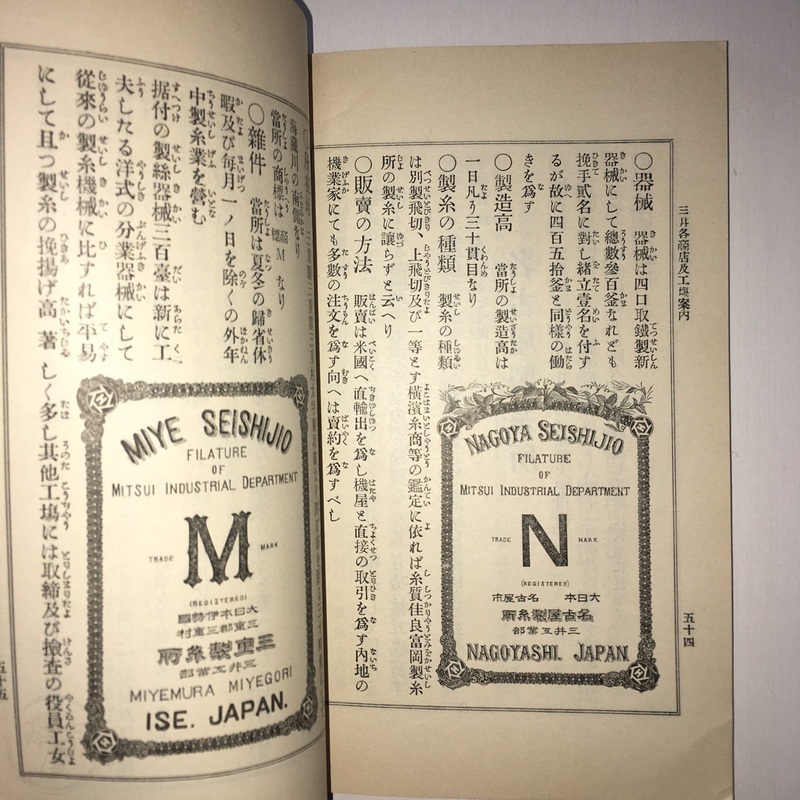 三井各商店及工塲案内
五十四
○器械　器械は四口取鐵製新
器械にして總數參百釜なれども
挽手貳名に對し緒立壹名を付す
るが故に四百五拾釜と同樣の働
きを爲す
○製造高　當所の製造高は
一日凡り三十貫目なり
○製糸の種類　製糸の種類
は別製飛切、上飛切及び一等とす橫濱糸商等の鑑定に依れば糸質佳良富岡製糸
所の製糸に讓らずと云へり
○販賣の方法　販賣は米國へ直輸出を爲し機屋と直接の取引を爲す內地の
機業家にても多數の注文を爲す向へは賣約を爲すべし
NAGOYA SEISHIJIO
FILATURE
OF
MITSUI INDUSTRIAL DEPARTMENT
TRADE N MARK
(REGISTERED)
大日本 名古屋市
名古屋製糸所
三井工業部
NAGOYASHI. JAPAN.
當所の商標は M なり
○雜件　當所は夏冬の歸省休
暇及び每月一ノ日を除くの外年
中製糸業を營む
据付の製絲器械三百臺は新に工
夫したる洋式の分業器械にして
從來の製糸機械に比すれば平易
にして且つ製糸の挽揚げ高 著しく多し其他工塲には取締及び撿査の役員工女
MIYE SEISHIJIO
FILATURE
OF
MITSUI INDUSTRIAL DEPARTMENT
TRADE M MARK
(REGISTERED)
大日本伊勢國
三重郡三重村
三重製糸所
三井工業部
MIYEMURA MIYEGORI
ISE. JAPAN.
五十五